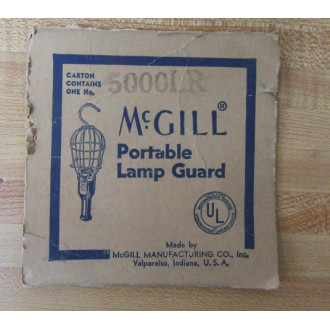 CARTON
CONTAINS
ONE No. 5000LR
McGILL®
Portable
Lamp Guard
UL
Made by
McGILL MANUFACTURING CO., Inc.
Valparaiso, Indiana, U. S. A.